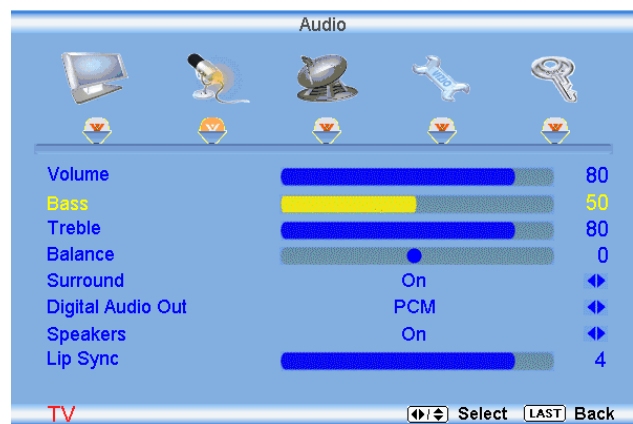 Audio
Volume 80
Bass 50
Treble 80
Balance 0
Surround On
Digital Audio Out PCM
Speakers On
Lip Sync 4
TV Select LAST Back